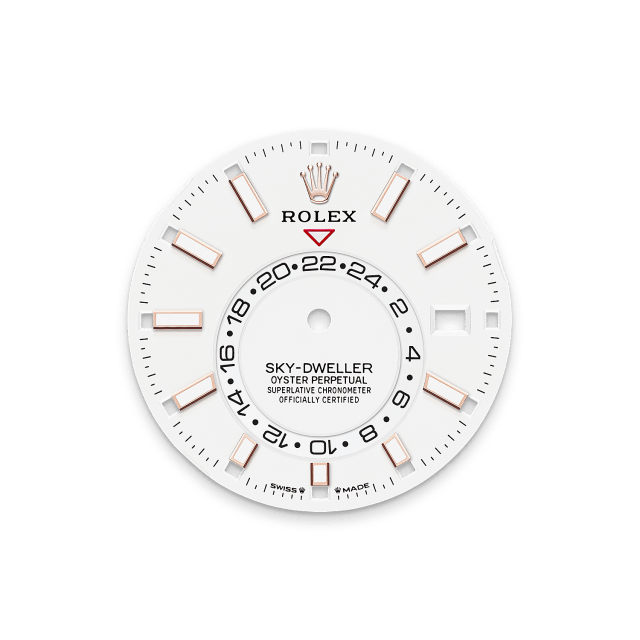 ROLEX
20 • 22 • 24 • 2 • 4 • 6 • 8 • 10 • 12 • 14 • 16 • 18 •
SKY-DWELLER
OYSTER PERPETUAL
SUPERLATIVE CHRONOMETER
OFFICIALLY CERTIFIED
SWISS MADE